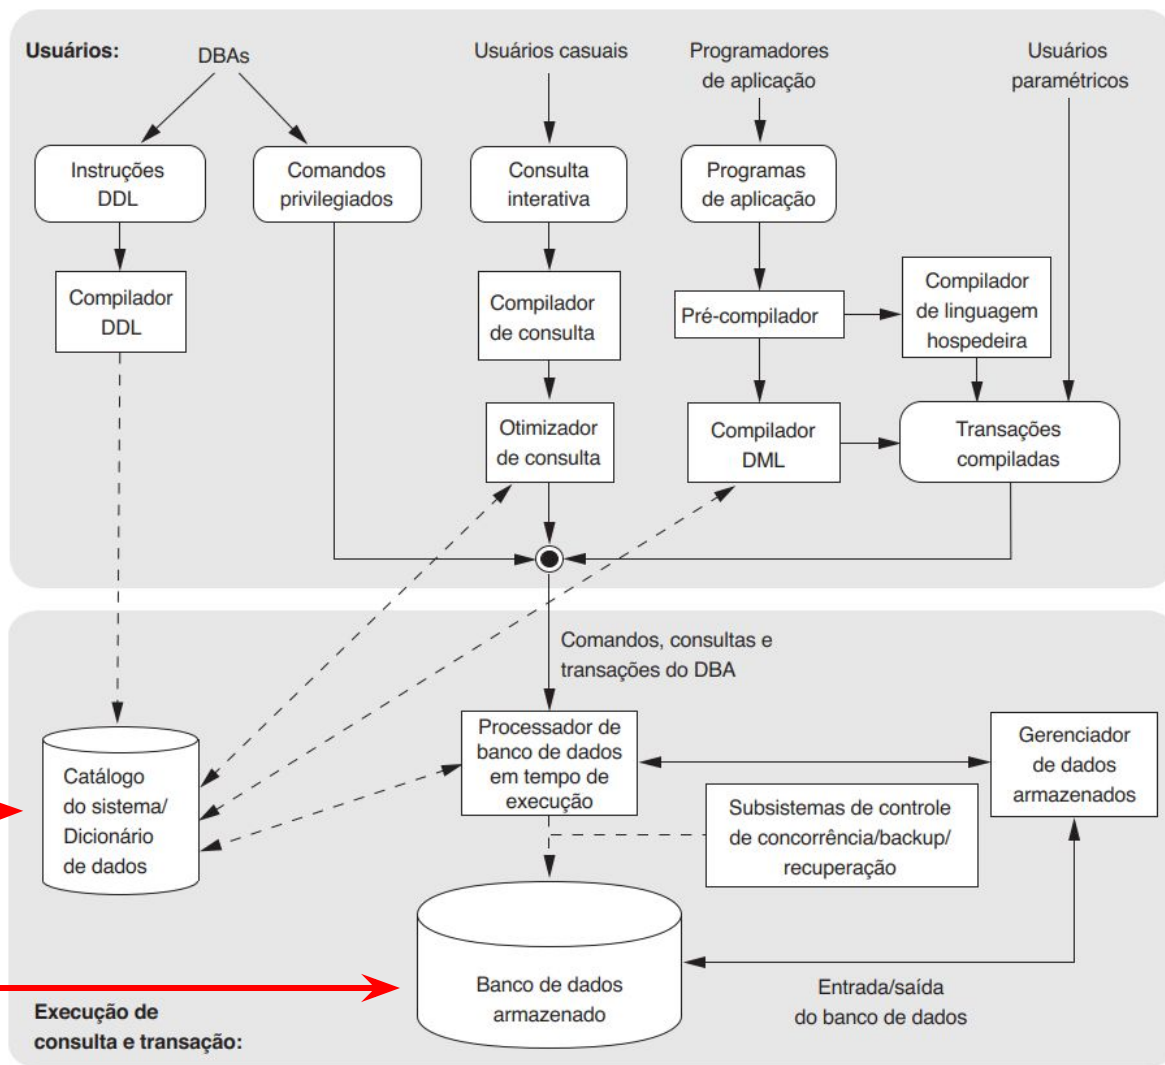 Usuários:
DBAs
Usuários casuais
Programadores
de aplicação
Usuários
paramétricos
Instruções
DDL
Comandos
privilegiados
Consulta
interativa
Programas
de aplicação
Compilador
DDL
Compilador
de consulta
Pré-compilador
Compilador
de linguagem
hospedeira
Otimizador
de consulta
Compilador
DML
Transações
compiladas
Comandos, consultas e
transações do DBA
Catálogo
do sistema/
Dicionário
de dados
Processador de
banco de dados
em tempo de
execução
Gerenciador
de dados
armazenados
Subsistemas de controle
de concorrência/backup/
recuperação
Banco de dados
armazenado
Entrada/saída
do banco de dados
Execução de
consulta e transação: